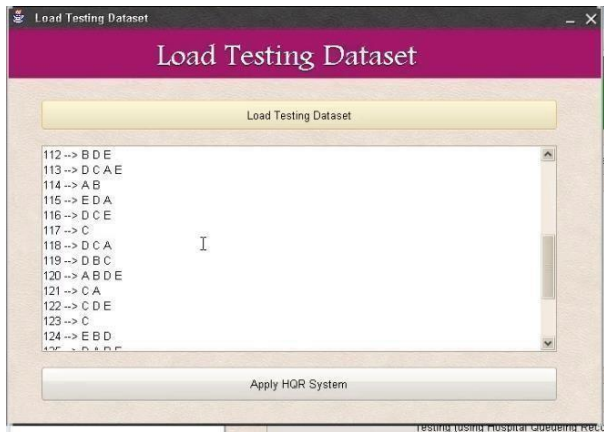 Load Testing Dataset
Load Testing Dataset
Load Testing Dataset
112 --> B D E
113 --> D C A E
114 --> A B
115 --> E D A
116 --> D C E
117 --> C
118 --> D C A
119 --> D B C
120 --> A B D E
121 --> C A
122 --> C D E
123 --> C
124 --> E B D
Apply HQR System
Testing (using Hospital Queueing